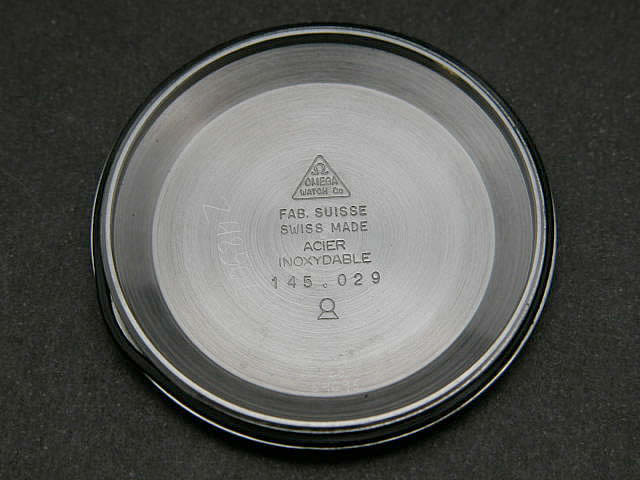 Ω
OMEGA
WATCH Co
FAB. SUISSE
SWISS MADE
ACIER
INOXYDABLE
145.029